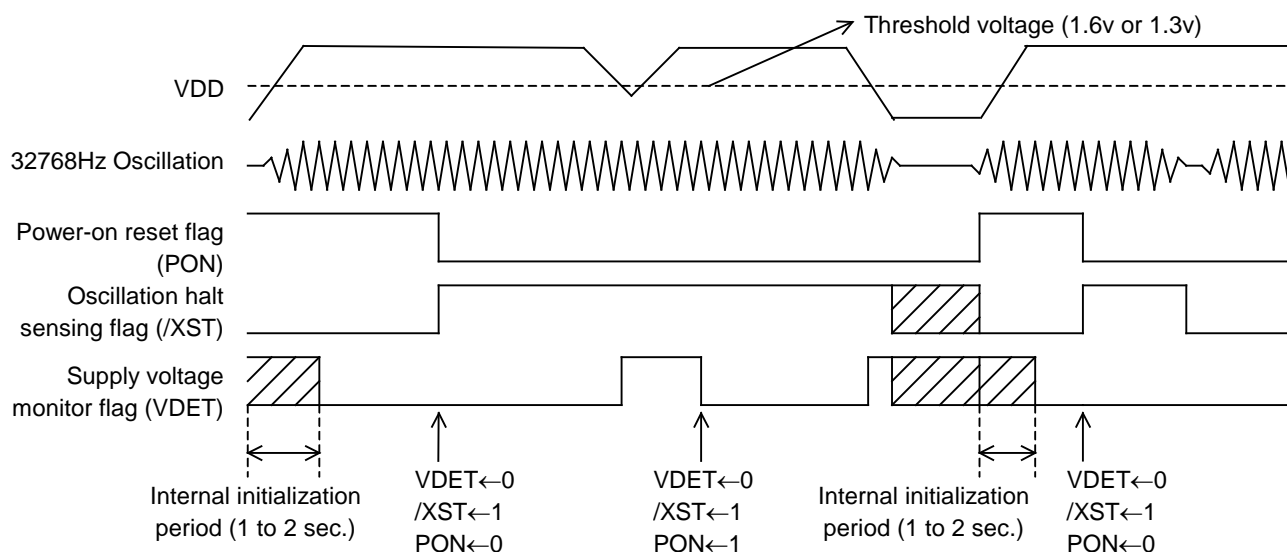 Threshold voltage (1.6v or 1.3v)
VDD
32768Hz Oscillation
Power-on reset flag
(PON)
Oscillation halt
sensing flag (/XST)
Supply voltage
monitor flag (VDET)
Internal initialization
period (1 to 2 sec.)
VDET←0
/XST←1
PON←0
VDET←0
/XST←1
PON←1
Internal initialization
period (1 to 2 sec.)
VDET←0
/XST←1
PON←0